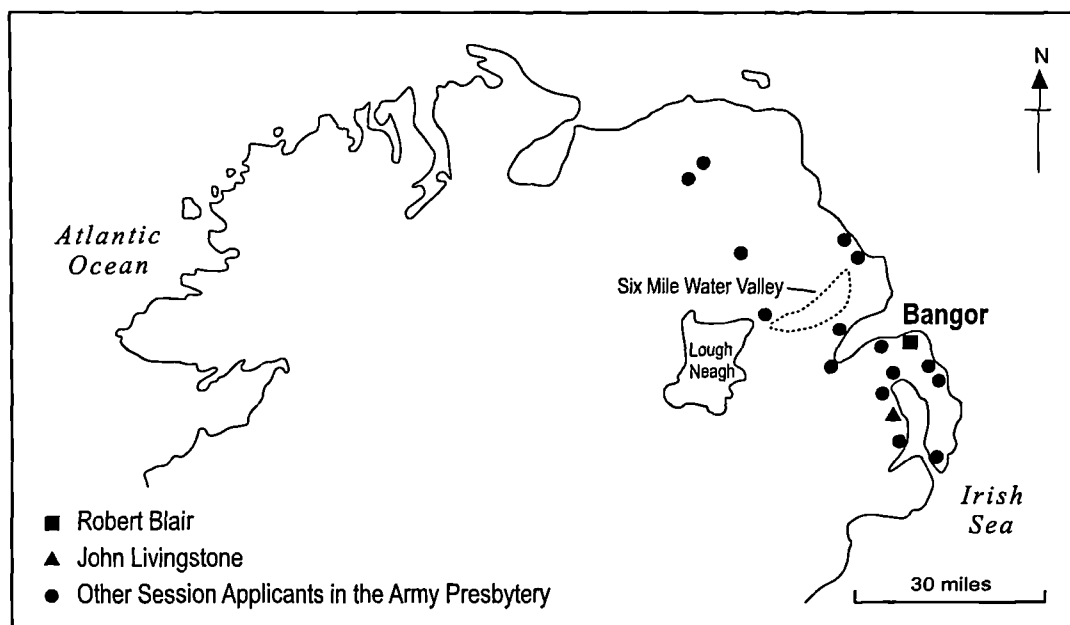 N
Atlantic
Ocean
Six Mile Water Valley
Bangor
Lough
Neagh
Irish
Sea
Robert Blair
John Livingstone
Other Session Applicants in the Army Presbytery
30 miles